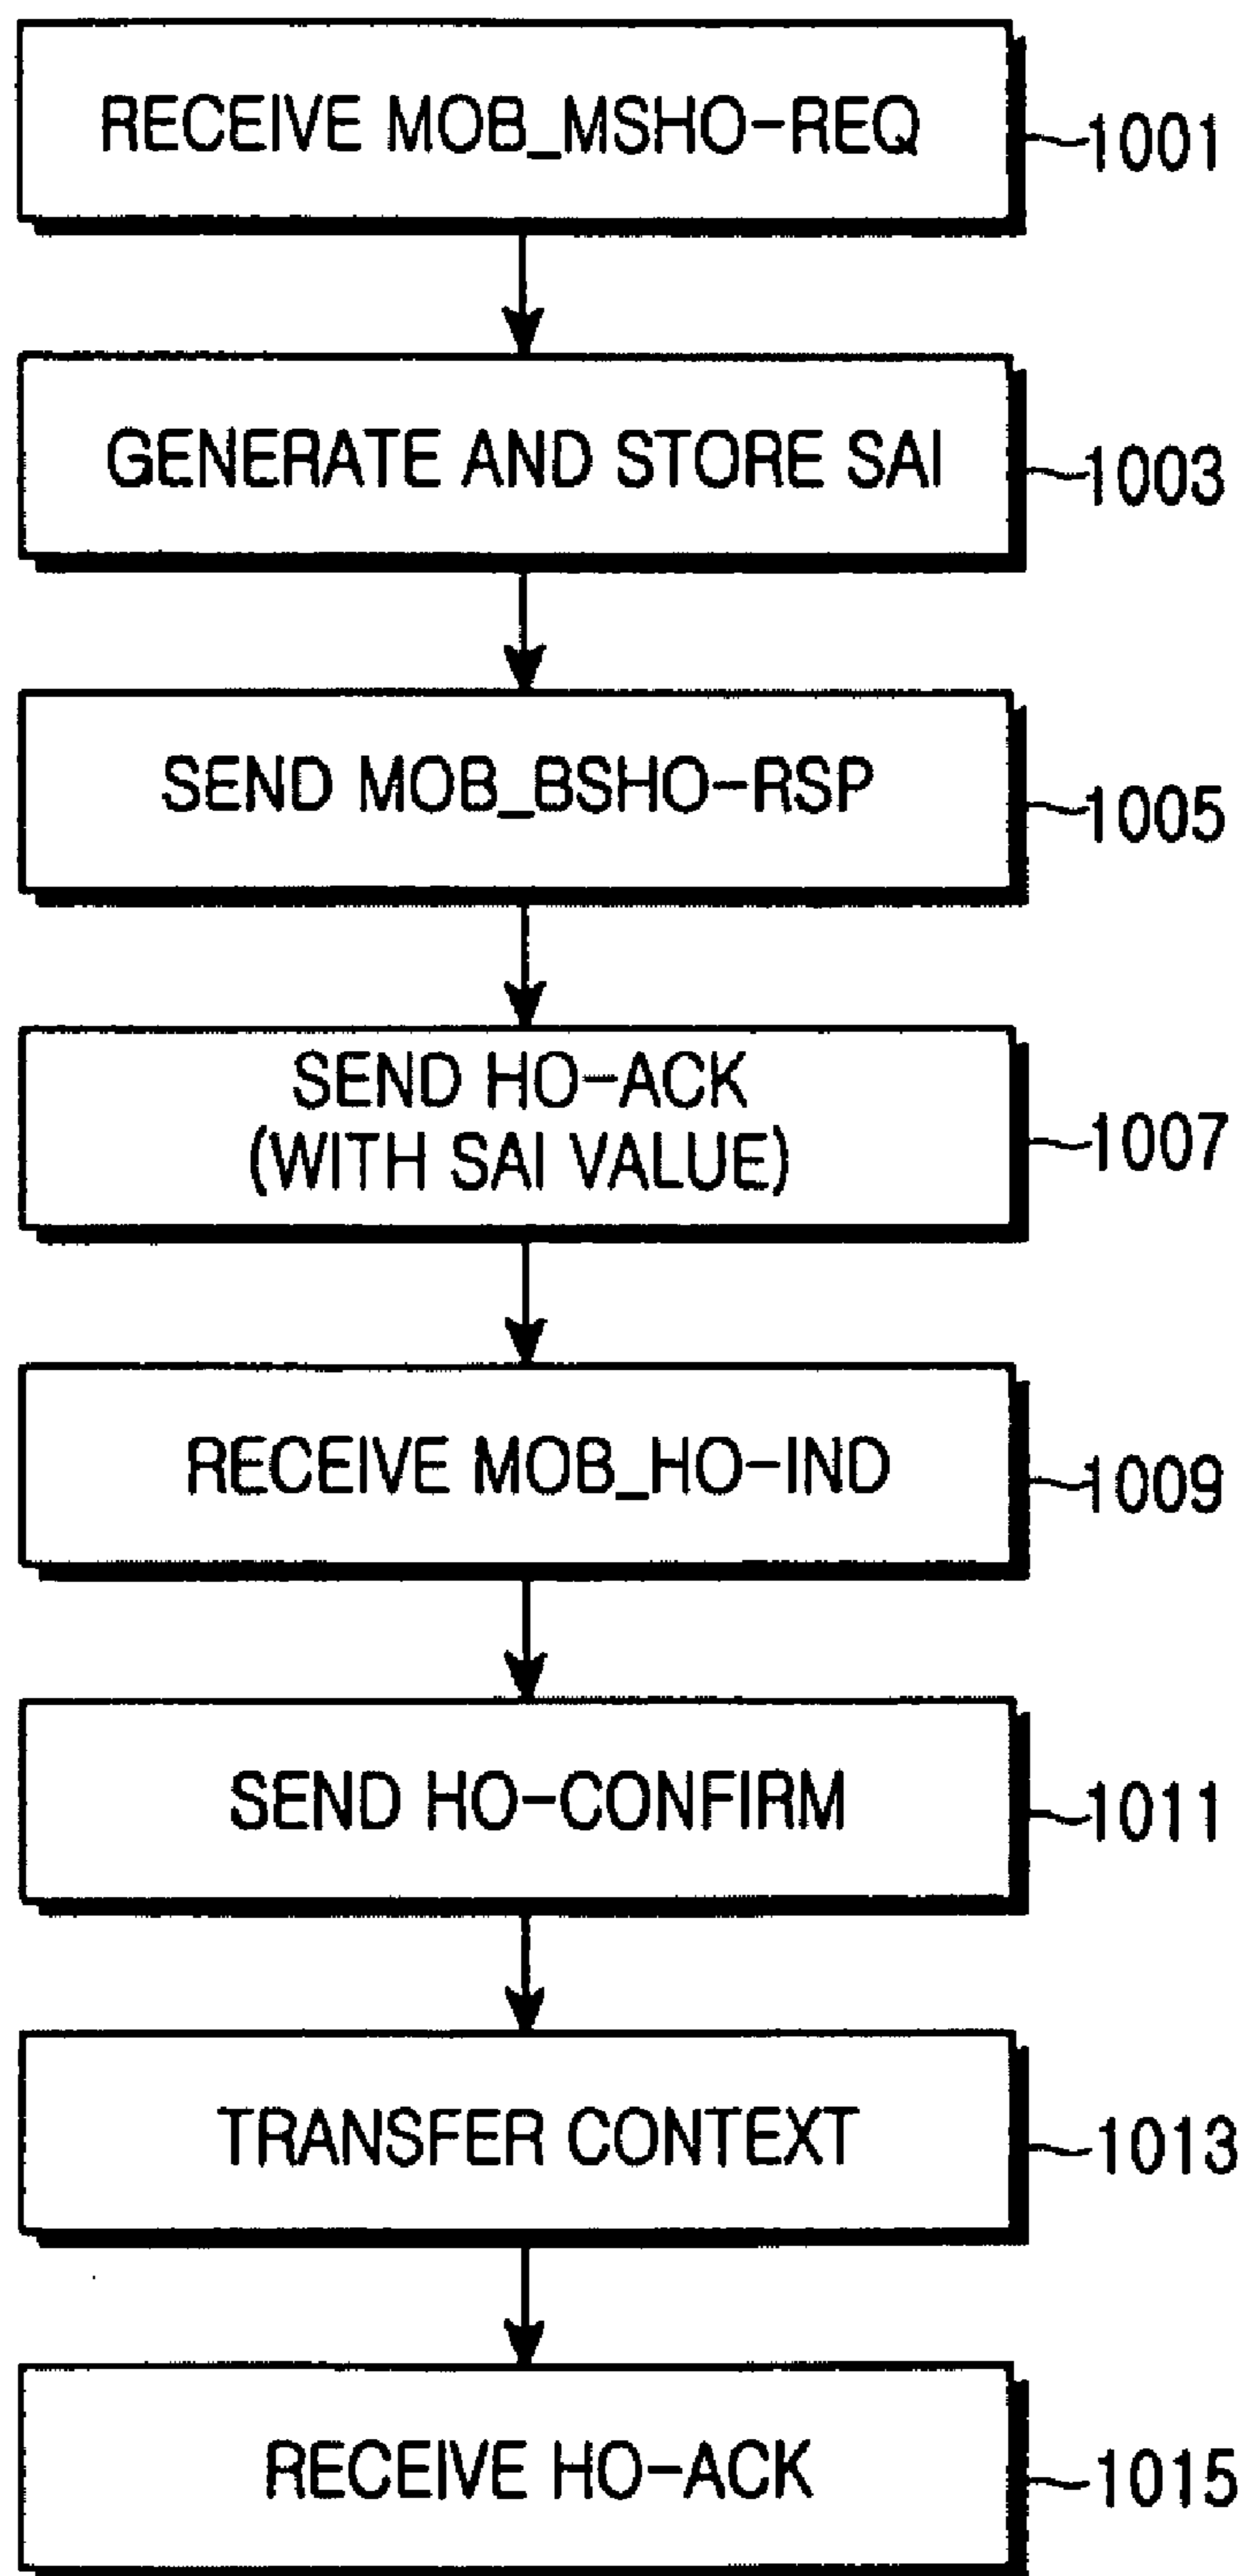 RECEIVE MOB_MSHO-REQ
1001
GENERATE AND STORE SAI
1003
SEND MOB_BSHO-RSP
1005
SEND HO-ACK
(WITH SAI VALUE)
1007
RECEIVE MOB_HO-IND
1009
SEND HO-CONFIRM
1011
TRANSFER CONTEXT
1013
RECEIVE HO-ACK
1015